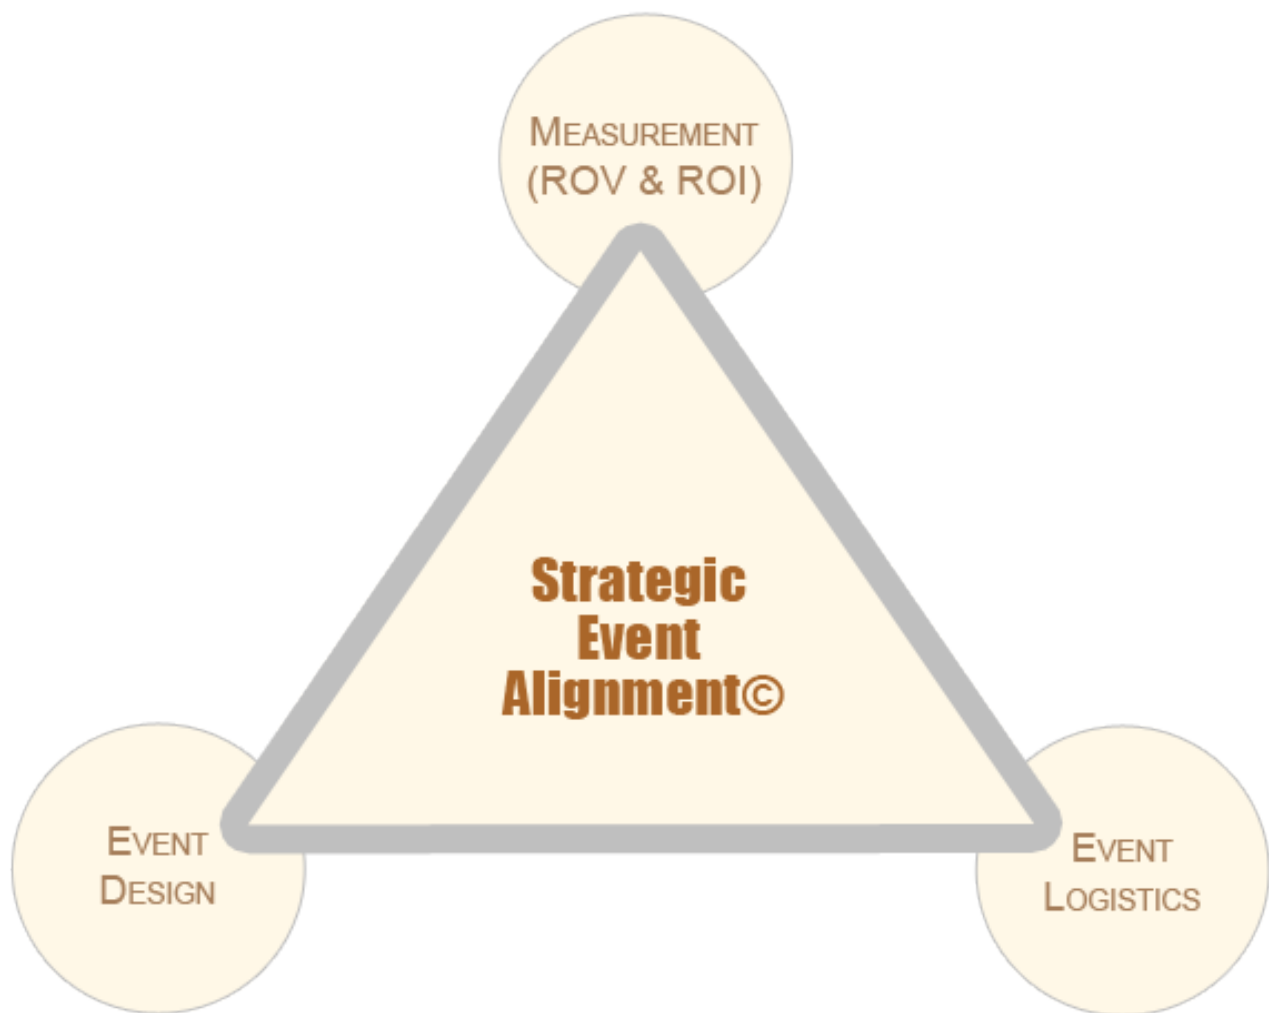 MEASUREMENT
(ROV & ROI)
Strategic
Event
Alignment©
EVENT
DESIGN
EVENT
LOGISTICS